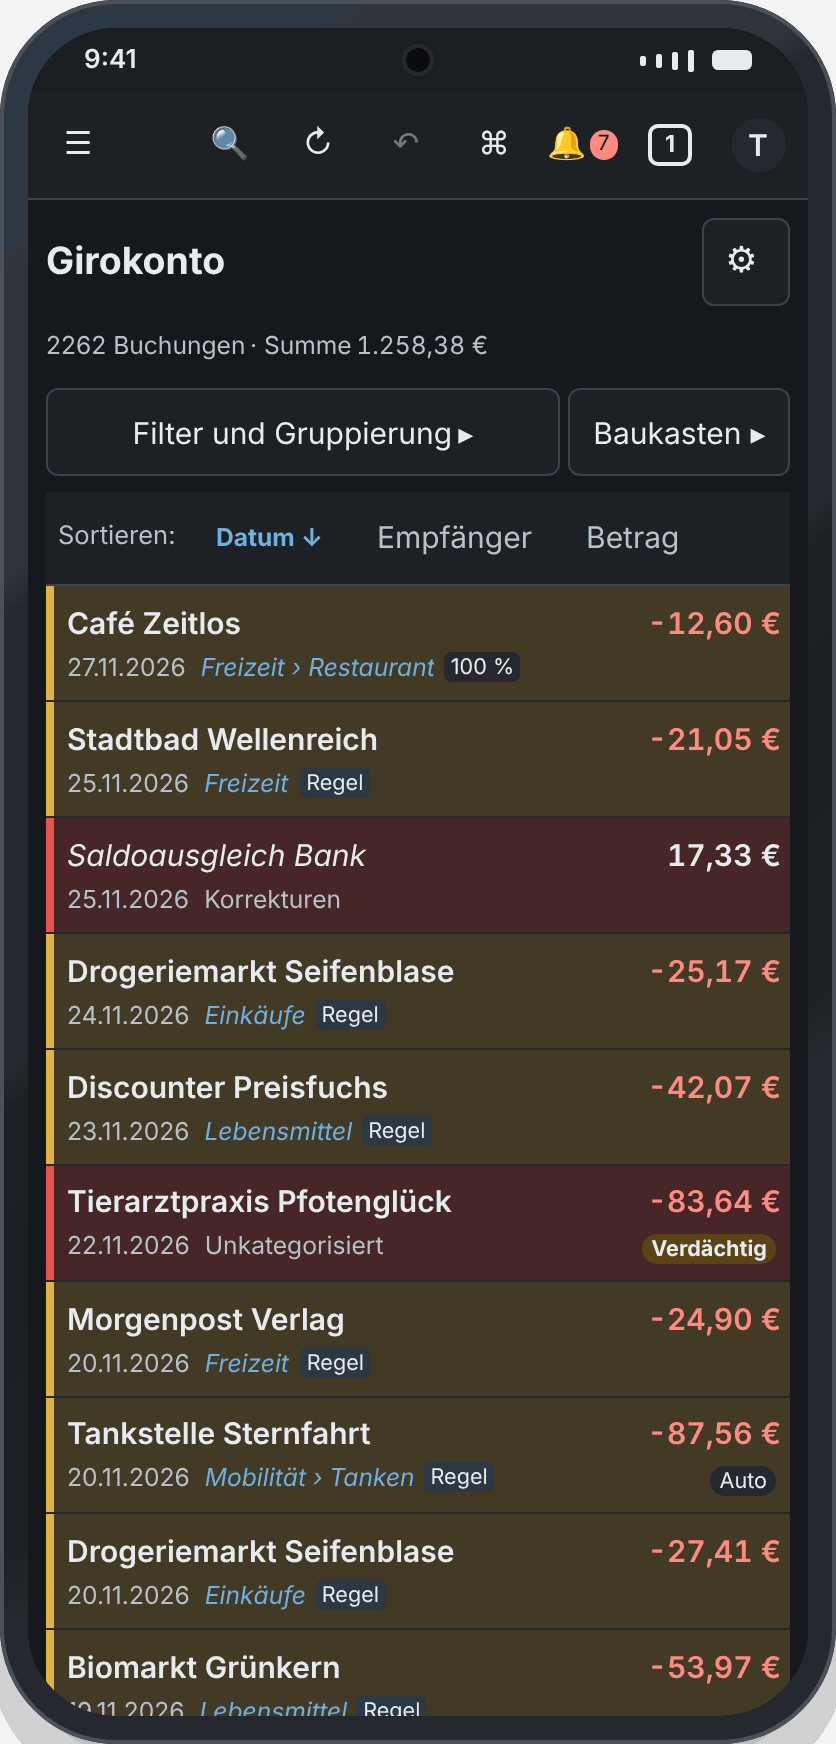 9:41
7
1
T
Girokonto
2262 Buchungen · Summe 1.258,38 €
Filter und Gruppierung ▸
Baukasten ▸
Sortieren: Datum ↓ Empfänger Betrag
Café Zeitlos -12,60 €
27.11.2026 Freizeit › Restaurant 100 %
Stadtbad Wellenreich -21,05 €
25.11.2026 Freizeit Regel
Saldoausgleich Bank 17,33 €
25.11.2026 Korrekturen
Drogeriemarkt Seifenblase -25,17 €
24.11.2026 Einkäufe Regel
Discounter Preisfuchs -42,07 €
23.11.2026 Lebensmittel Regel
Tierarztpraxis Pfotenglück -83,64 €
22.11.2026 Unkategorisiert Verdächtig
Morgenpost Verlag -24,90 €
20.11.2026 Freizeit Regel
Tankstelle Sternfahrt -87,56 €
20.11.2026 Mobilität › Tanken Regel Auto
Drogeriemarkt Seifenblase -27,41 €
20.11.2026 Einkäufe Regel
Biomarkt Grünkern -53,97 €
19.11.2026 Lebensmittel Regel